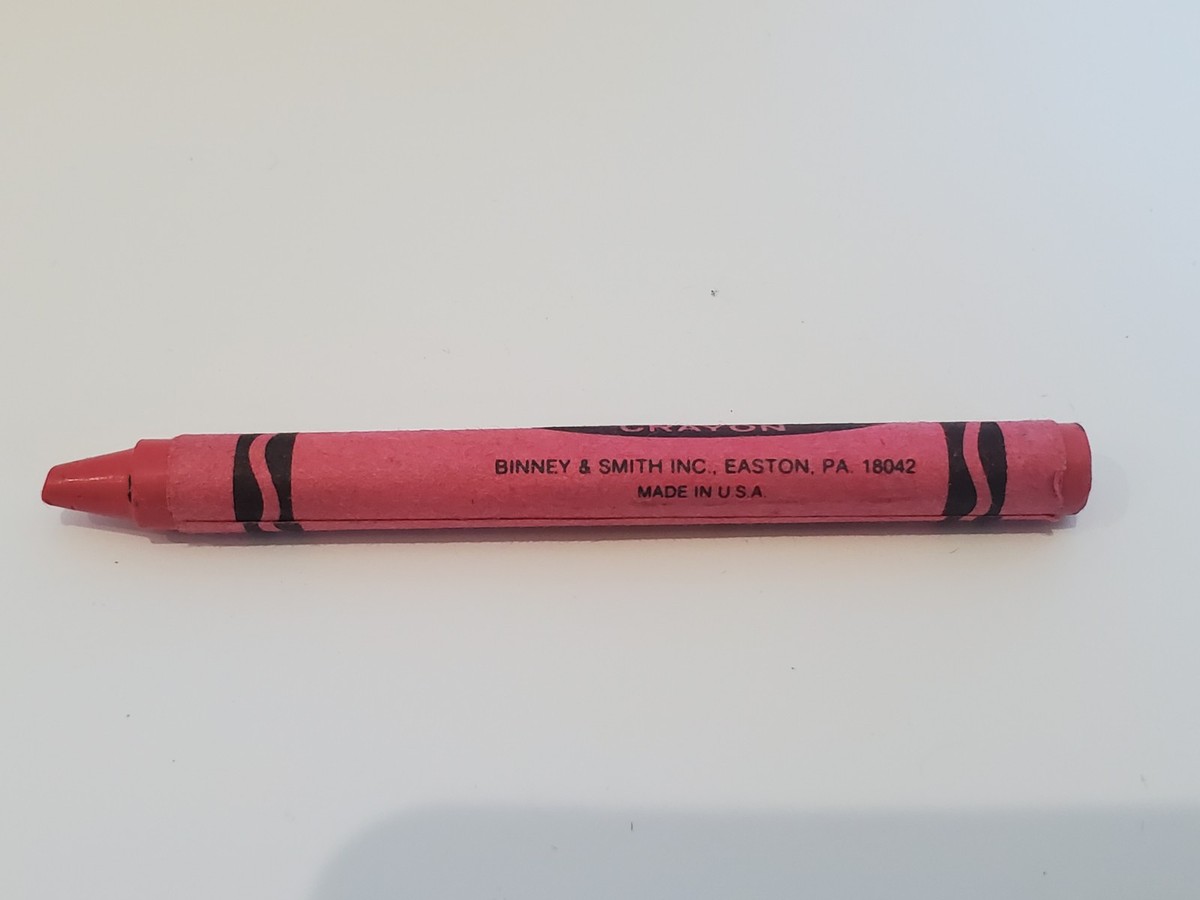 CRAYON
BINNEY & SMITH INC., EASTON, PA. 18042
MADE IN U.S.A.